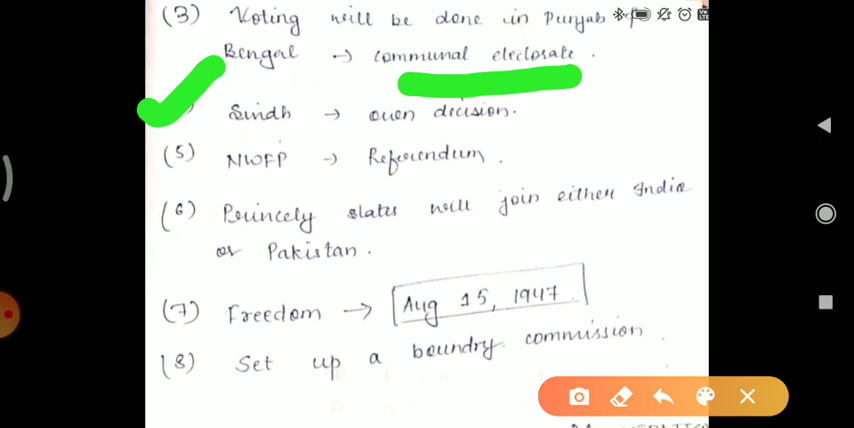 (3) Voting will be done in Punjab
Bengal → communal electorate .
Sindh → own decision.
(5) NWFP → Referendum .
(6) Princely states will join either India
or Pakistan .
(7) Freedom → Aug 15, 1947
(8) Set up a boundry commission .